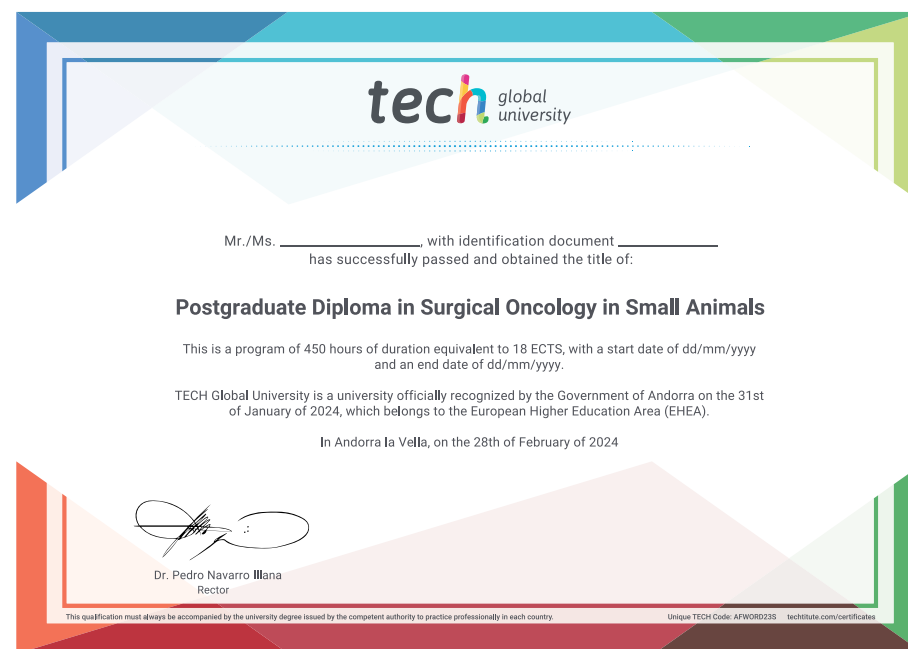 tech global university
Mr./Ms. ____________________, with identification document ______________
has successfully passed and obtained the title of:
Postgraduate Diploma in Surgical Oncology in Small Animals
This is a program of 450 hours of duration equivalent to 18 ECTS, with a start date of dd/mm/yyyy
and an end date of dd/mm/yyyy.
TECH Global University is a university officially recognized by the Government of Andorra on the 31st
of January of 2024, which belongs to the European Higher Education Area (EHEA).
In Andorra la Vella, on the 28th of February of 2024
Dr. Pedro Navarro Illana
Rector
This qualification must always be accompanied by the university degree issued by the competent authority to practice professionally in each country.
Unique TECH Code: AFWORD23S techtitute.com/certificates